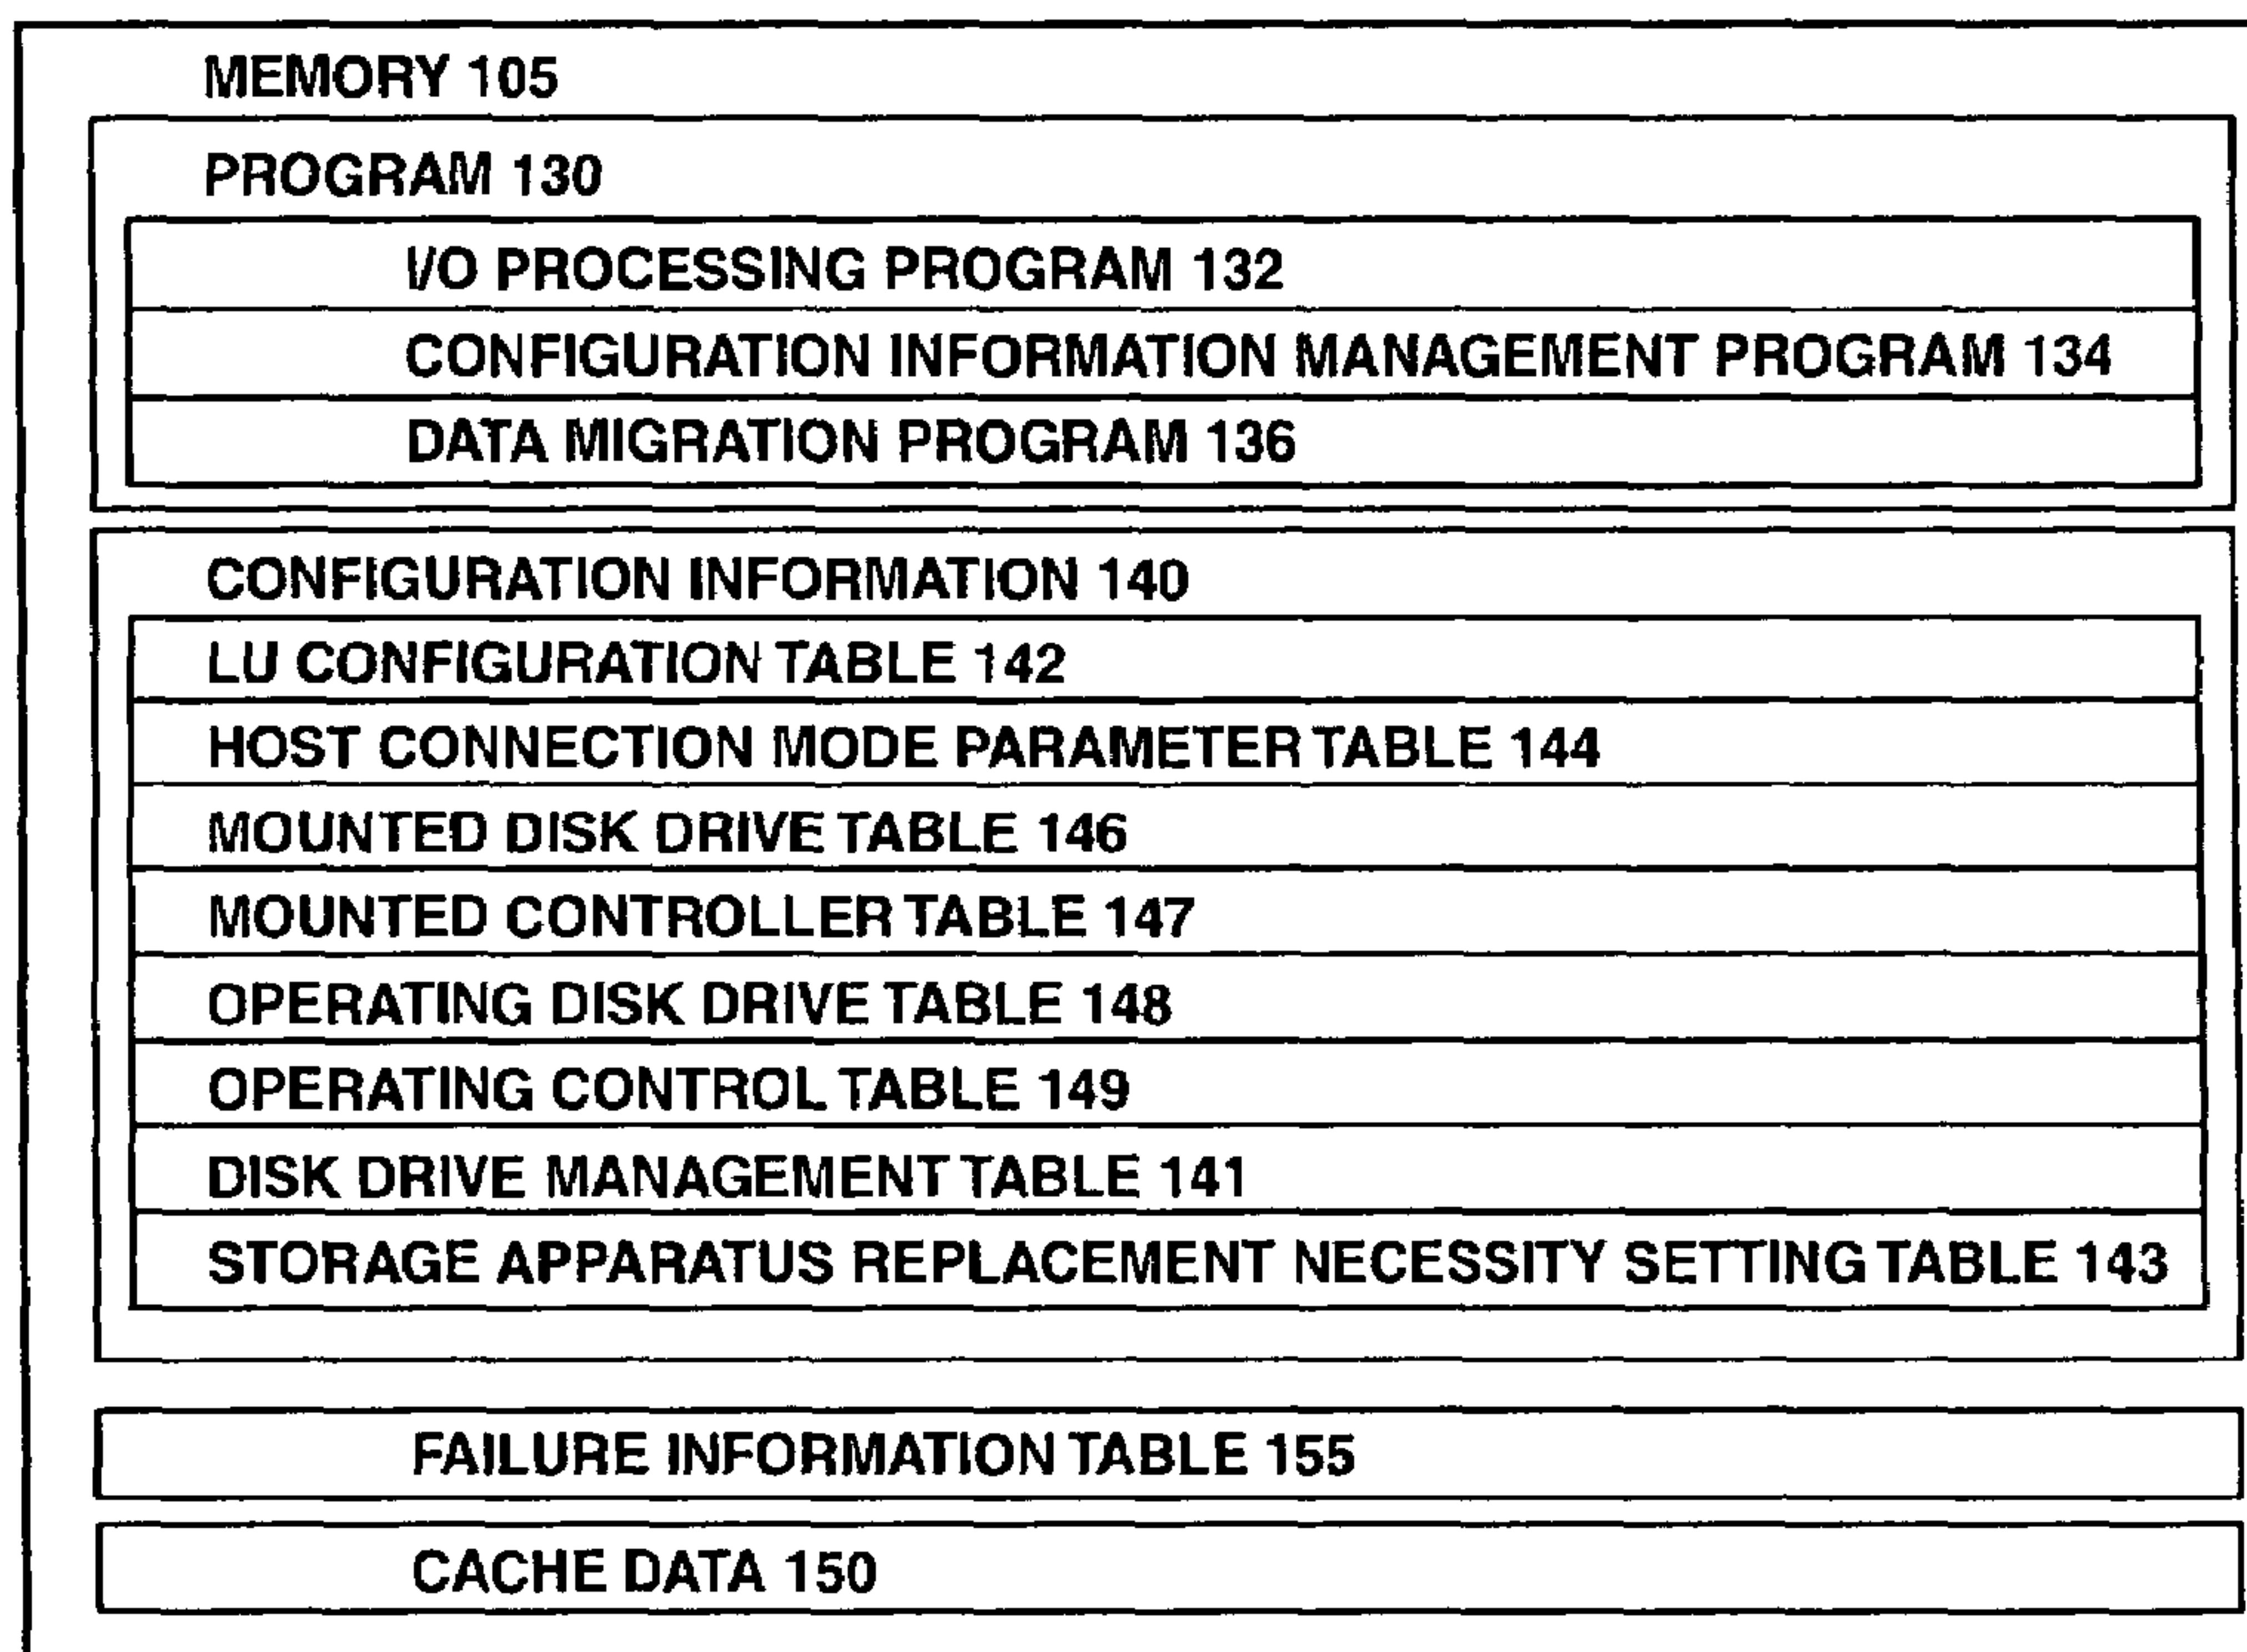 MEMORY 105
PROGRAM 130
I/O PROCESSING PROGRAM 132
CONFIGURATION INFORMATION MANAGEMENT PROGRAM 134
DATA MIGRATION PROGRAM 136
CONFIGURATION INFORMATION 140
LU CONFIGURATION TABLE 142
HOST CONNECTION MODE PARAMETER TABLE 144
MOUNTED DISK DRIVE TABLE 146
MOUNTED CONTROLLER TABLE 147
OPERATING DISK DRIVE TABLE 148
OPERATING CONTROL TABLE 149
DISK DRIVE MANAGEMENT TABLE 141
STORAGE APPARATUS REPLACEMENT NECESSITY SETTING TABLE 143
FAILURE INFORMATION TABLE 155
CACHE DATA 150